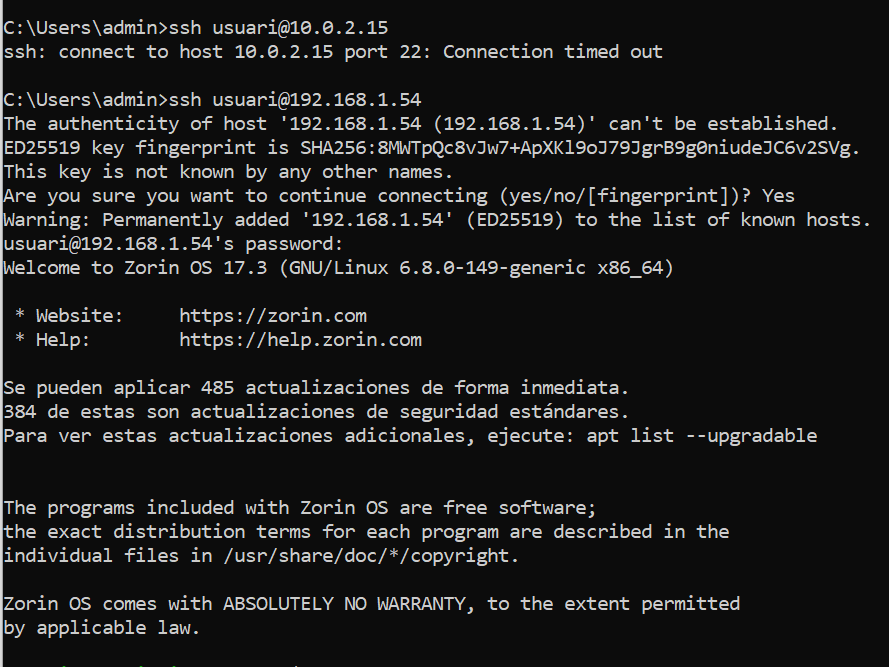 C:\Users\admin>ssh usuari@10.0.2.15
ssh: connect to host 10.0.2.15 port 22: Connection timed out
C:\Users\admin>ssh usuari@192.168.1.54
The authenticity of host '192.168.1.54 (192.168.1.54)' can't be established.
ED25519 key fingerprint is SHA256:8MWTpQc8vJw7+ApXKl9oJ79JgrB9g0niudeJC6v2SVg.
This key is not known by any other names.
Are you sure you want to continue connecting (yes/no/[fingerprint])? Yes
Warning: Permanently added '192.168.1.54' (ED25519) to the list of known hosts.
usuari@192.168.1.54's password:
Welcome to Zorin OS 17.3 (GNU/Linux 6.8.0-149-generic x86_64)
* Website: https://zorin.com
* Help: https://help.zorin.com
Se pueden aplicar 485 actualizaciones de forma inmediata.
384 de estas son actualizaciones de seguridad estándares.
Para ver estas actualizaciones adicionales, ejecute: apt list --upgradable
The programs included with Zorin OS are free software;
the exact distribution terms for each program are described in the
individual files in /usr/share/doc/*/copyright.
Zorin OS comes with ABSOLUTELY NO WARRANTY, to the extent permitted
by applicable law.